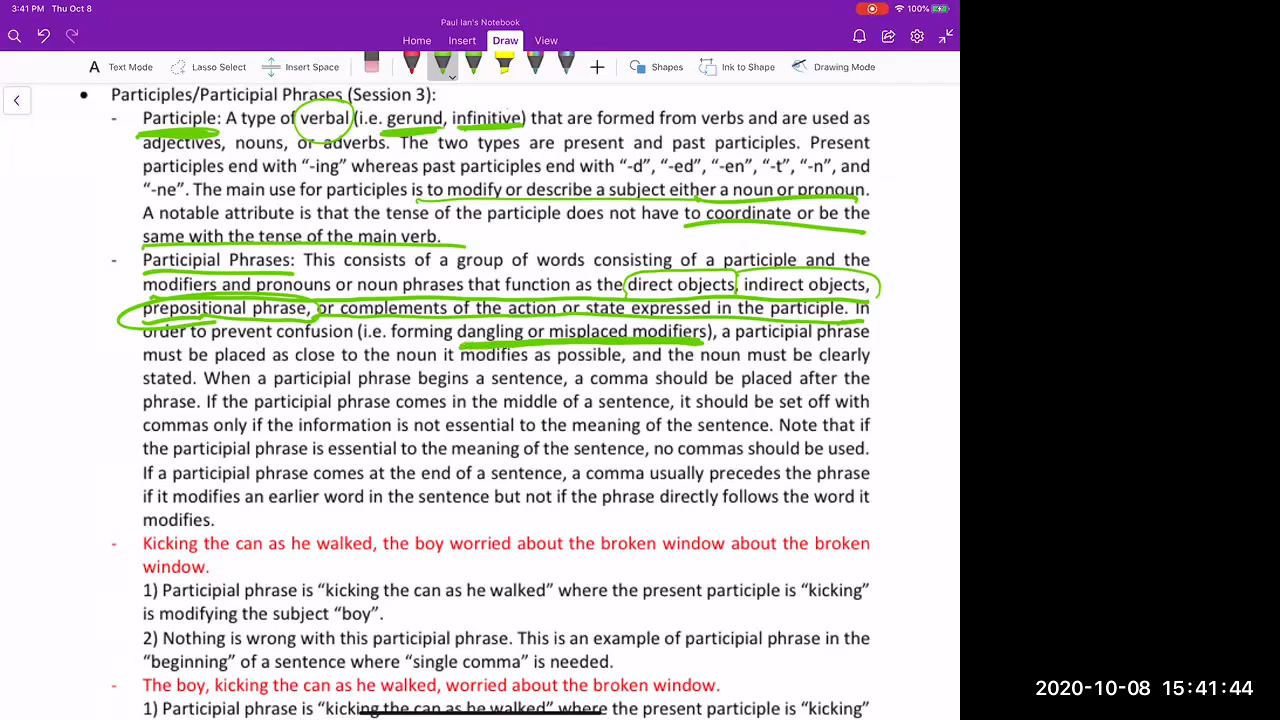 3:41 PM Thu Oct 8
100%
Paul Ian's Notebook
Home Insert Draw View
A Text Mode Lasso Select Insert Space Shapes Ink to Shape Drawing Mode
• Participles/Participial Phrases (Session 3):
- Participle: A type of verbal (i.e. gerund, infinitive) that are formed from verbs and are used as
adjectives, nouns, or adverbs. The two types are present and past participles. Present
participles end with “-ing” whereas past participles end with “-d”, “-ed”, “-en”, “-t”, “-n”, and
“-ne”. The main use for participles is to modify or describe a subject either a noun or pronoun.
A notable attribute is that the tense of the participle does not have to coordinate or be the
same with the tense of the main verb.
- Participial Phrases: This consists of a group of words consisting of a participle and the
modifiers and pronouns or noun phrases that function as the direct objects, indirect objects,
prepositional phrase, or complements of the action or state expressed in the participle. In
order to prevent confusion (i.e. forming dangling or misplaced modifiers), a participial phrase
must be placed as close to the noun it modifies as possible, and the noun must be clearly
stated. When a participial phrase begins a sentence, a comma should be placed after the
phrase. If the participial phrase comes in the middle of a sentence, it should be set off with
commas only if the information is not essential to the meaning of the sentence. Note that if
the participial phrase is essential to the meaning of the sentence, no commas should be used.
If a participial phrase comes at the end of a sentence, a comma usually precedes the phrase
if it modifies an earlier word in the sentence but not if the phrase directly follows the word it
modifies.
- Kicking the can as he walked, the boy worried about the broken window about the broken
window.
1) Participial phrase is “kicking the can as he walked” where the present participle is “kicking”
is modifying the subject “boy”.
2) Nothing is wrong with this participial phrase. This is an example of participial phrase in the
“beginning” of a sentence where “single comma” is needed.
- The boy, kicking the can as he walked, worried about the broken window.
1) Participial phrase is “kicking the can as he walked” where the present participle is “kicking”
2020-10-08 15:41:44